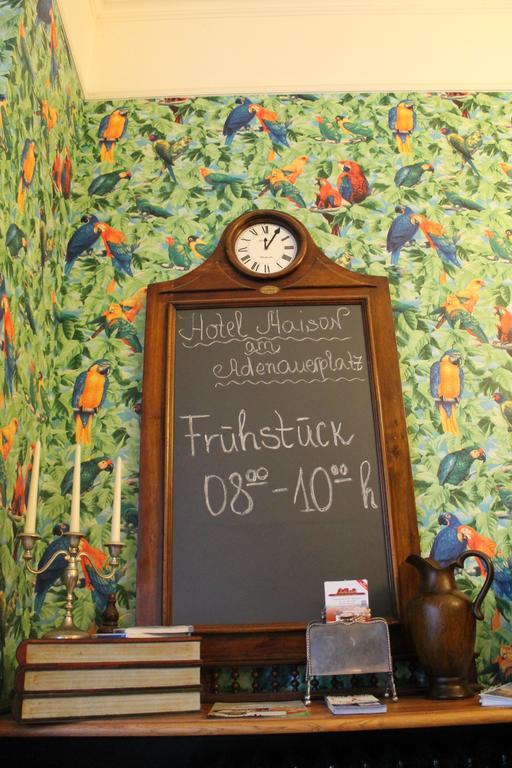 Hotel Maison
am
Adenauerplatz
Frühstück
08⁰⁰-10⁰⁰ h